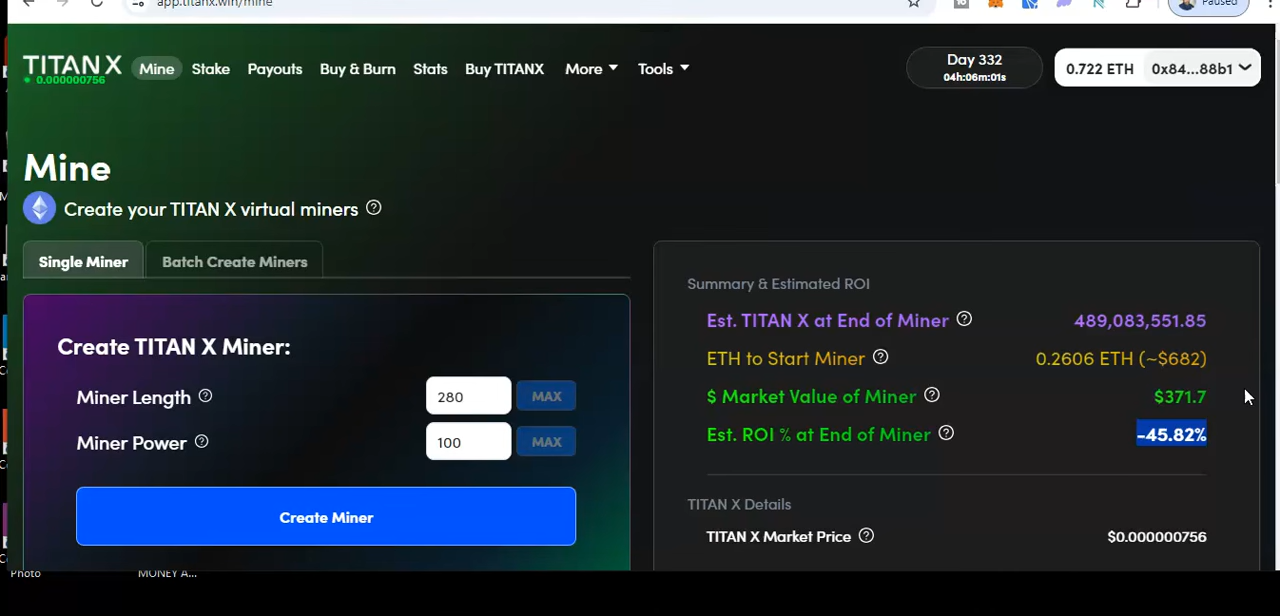 app.titanx.win/mine
Paused
TITAN X
0.000000756
Mine
Stake
Payouts
Buy & Burn
Stats
Buy TITANX
More
Tools
Day 332
04h:06m:01s
0.722 ETH
0x84...88b1
Mine
Create your TITAN X virtual miners
Single Miner
Batch Create Miners
Create TITAN X Miner:
Miner Length
280
MAX
Miner Power
100
MAX
Create Miner
Summary & Estimated ROI
Est. TITAN X at End of Miner
489,083,551.85
ETH to Start Miner
0.2606 ETH (~$682)
$ Market Value of Miner
$371.7
Est. ROI % at End of Miner
-45.82%
TITAN X Details
TITAN X Market Price
$0.000000756
Photo
MONEY A...